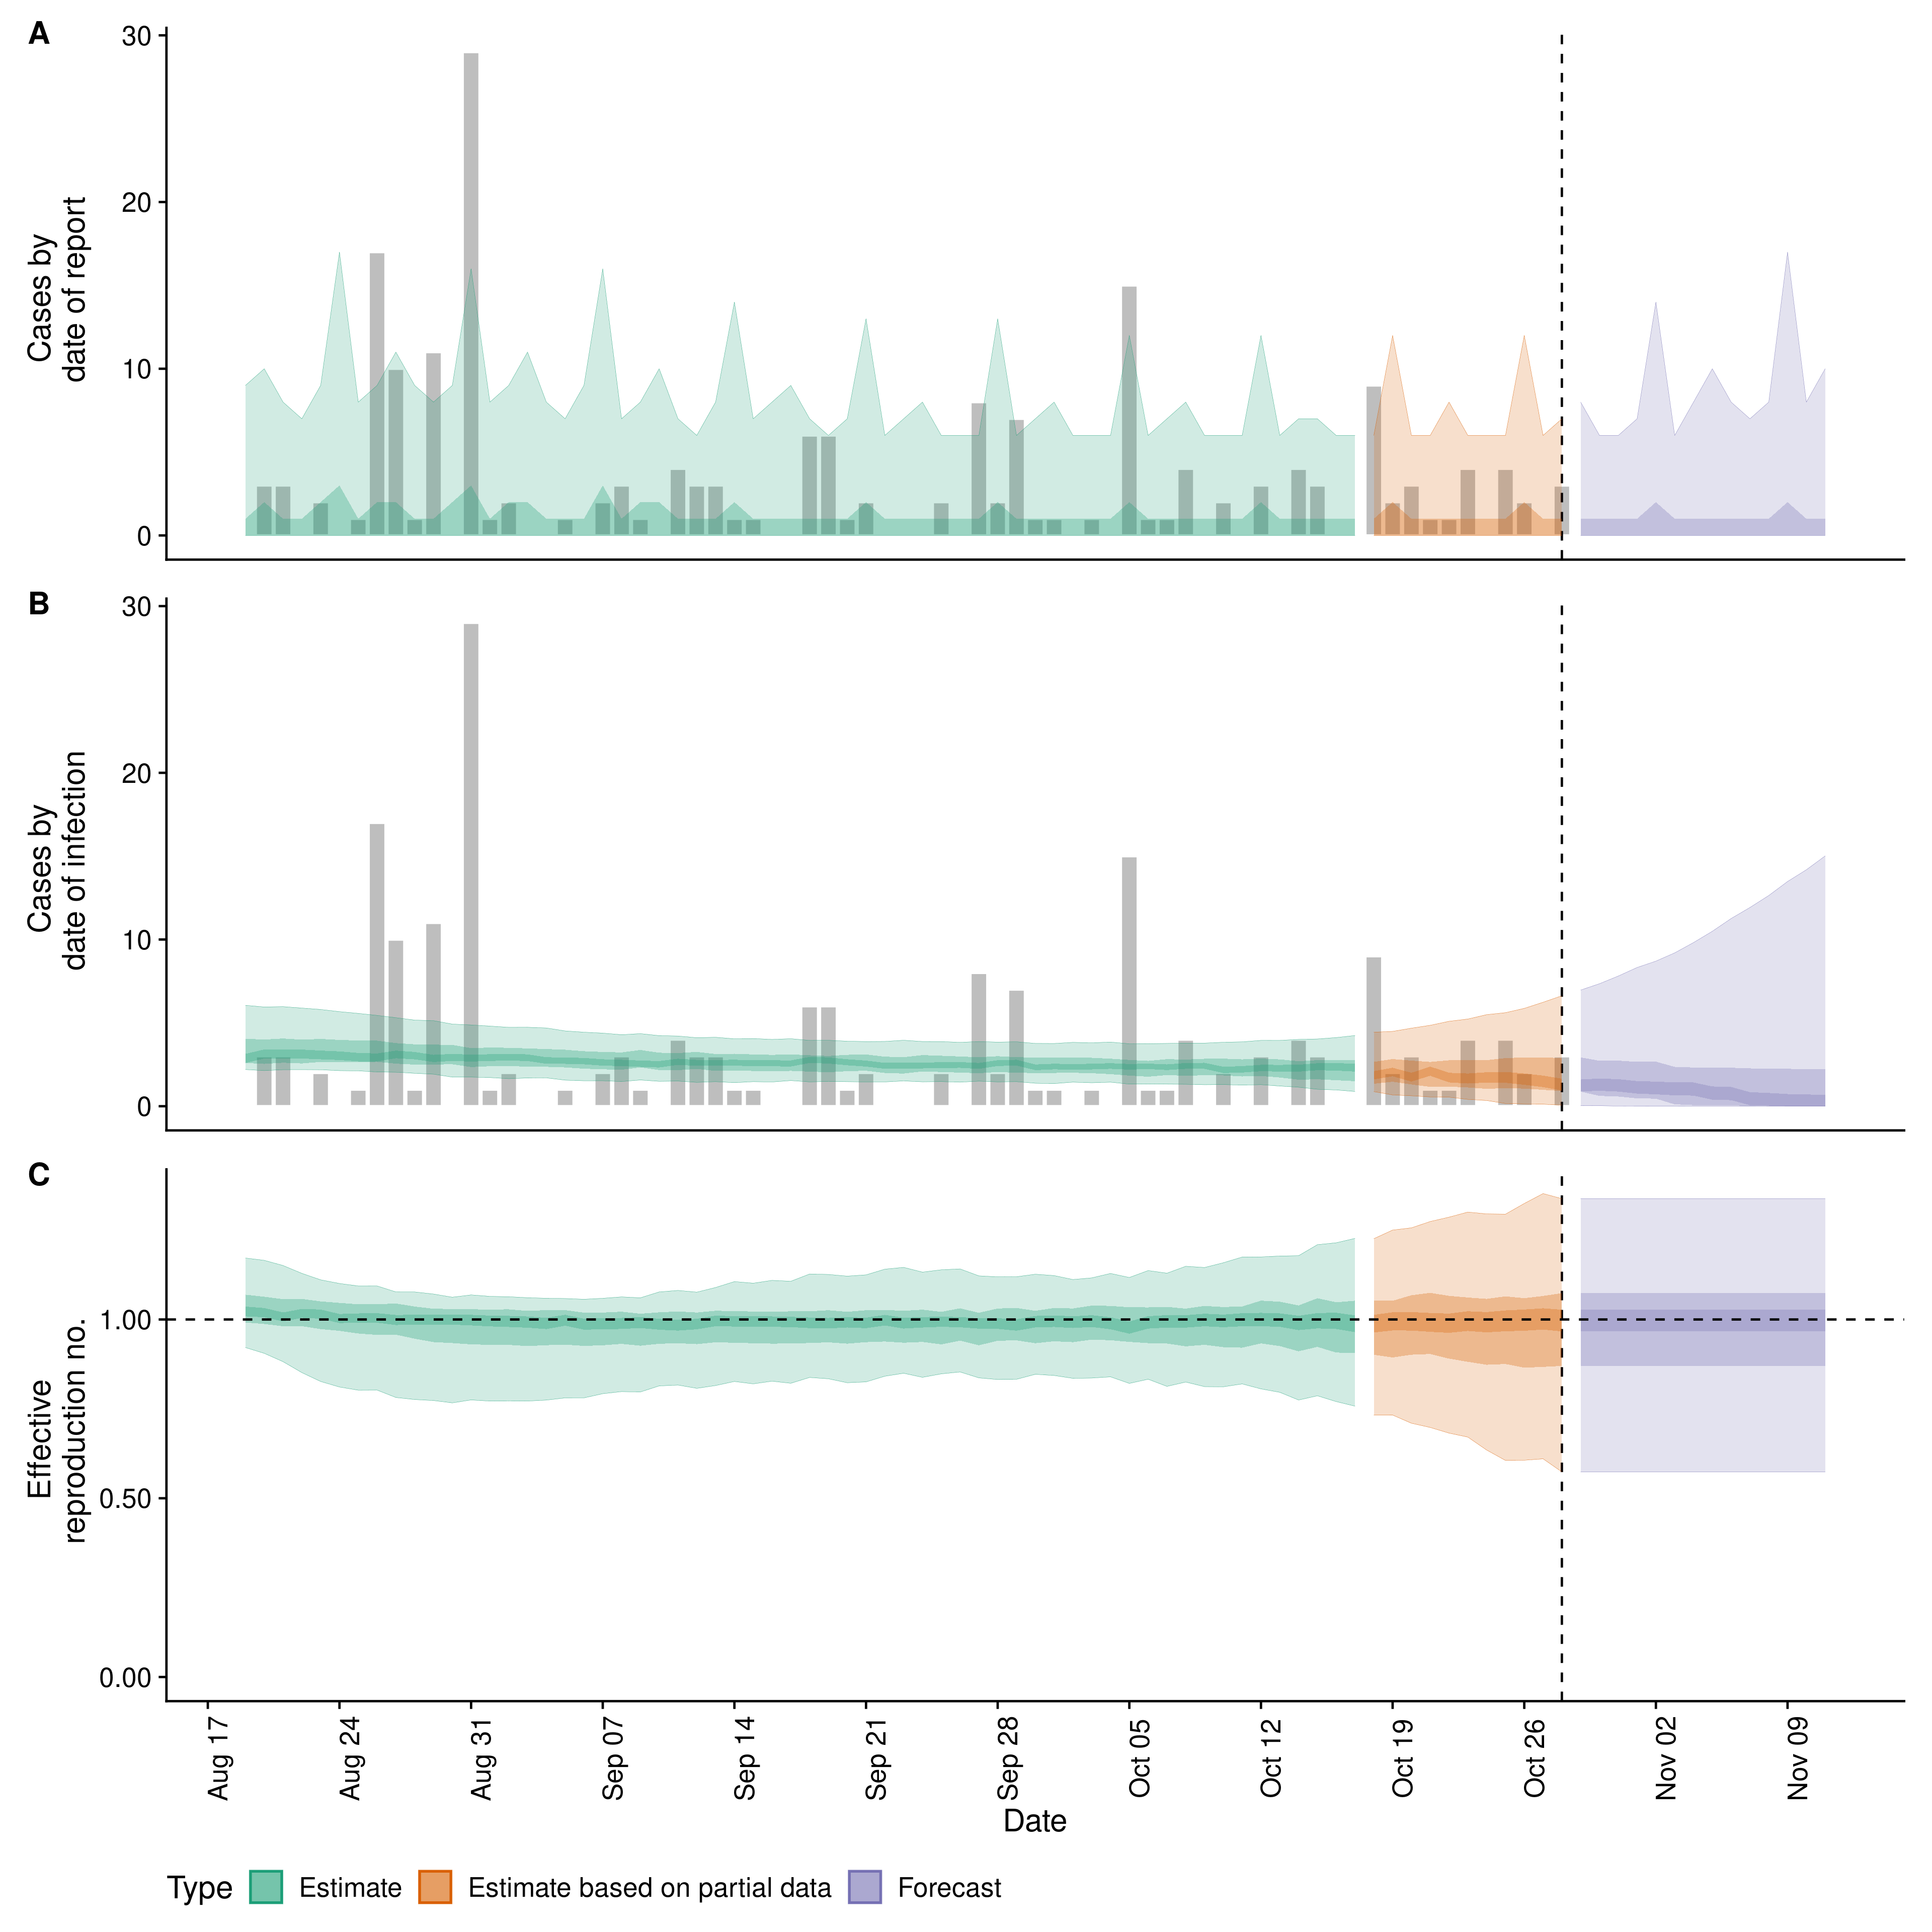 A
30
20
10
0
Cases by
date of report
B
30
20
10
0
Cases by
date of infection
C
1.00
0.50
0.00
Effective
reproduction no.
Aug 17
Aug 24
Aug 31
Sep 07
Sep 14
Sep 21
Sep 28
Oct 05
Oct 12
Oct 19
Oct 26
Nov 02
Nov 09
Date
Type Estimate Estimate based on partial data Forecast